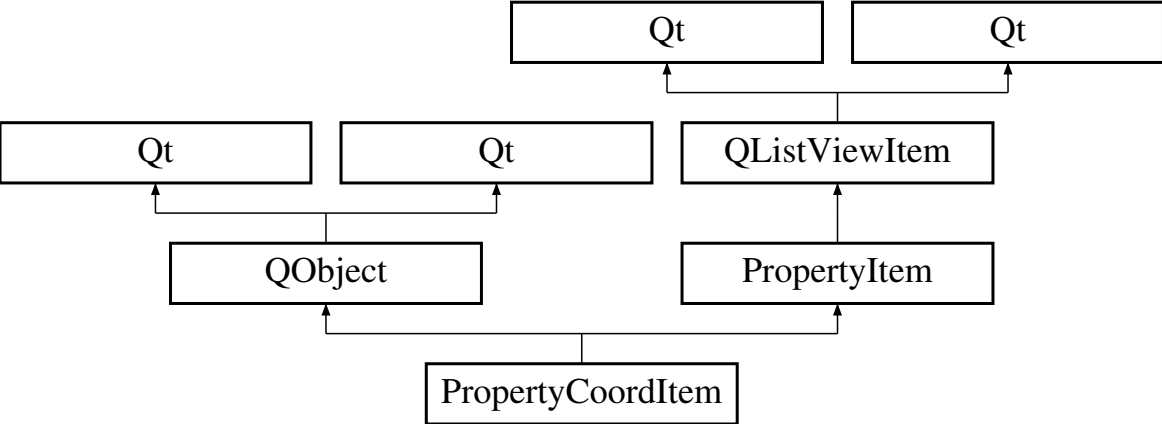 Qt
Qt
Qt
Qt
QListViewItem
QObject
PropertyItem
PropertyCoordItem